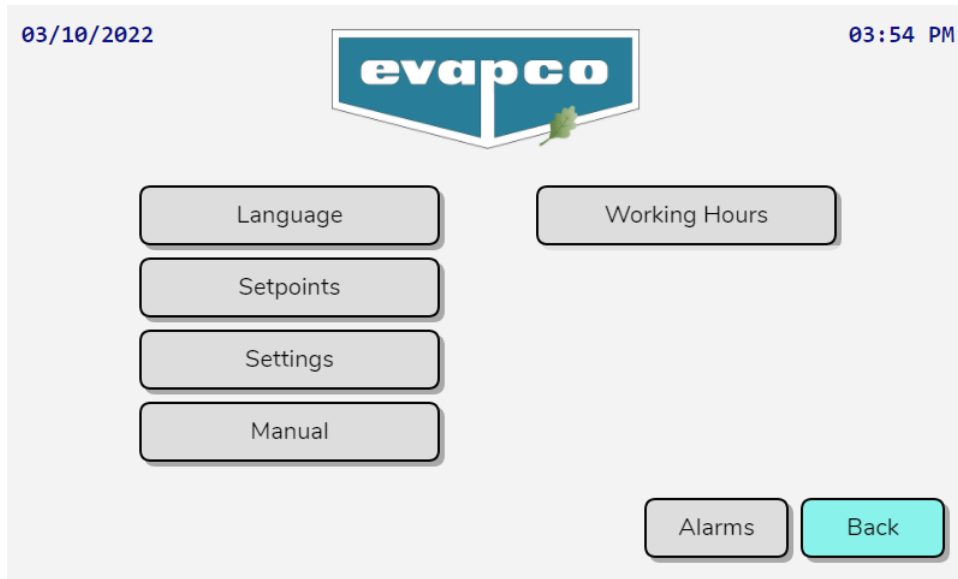 03/10/2022
03:54 PM
evapco
Language
Working Hours
Setpoints
Settings
Manual
Alarms
Back